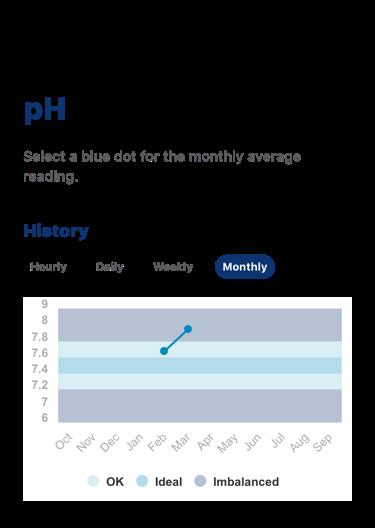 pH
Select a blue dot for the monthly average
reading.
History
Hourly Daily Weekly Monthly
9
8
7.8
7.6
7.4
7.2
7
6
Oct Nov Dec Jan Feb Mar Apr May Jun Jul Aug Sep
OK Ideal Imbalanced